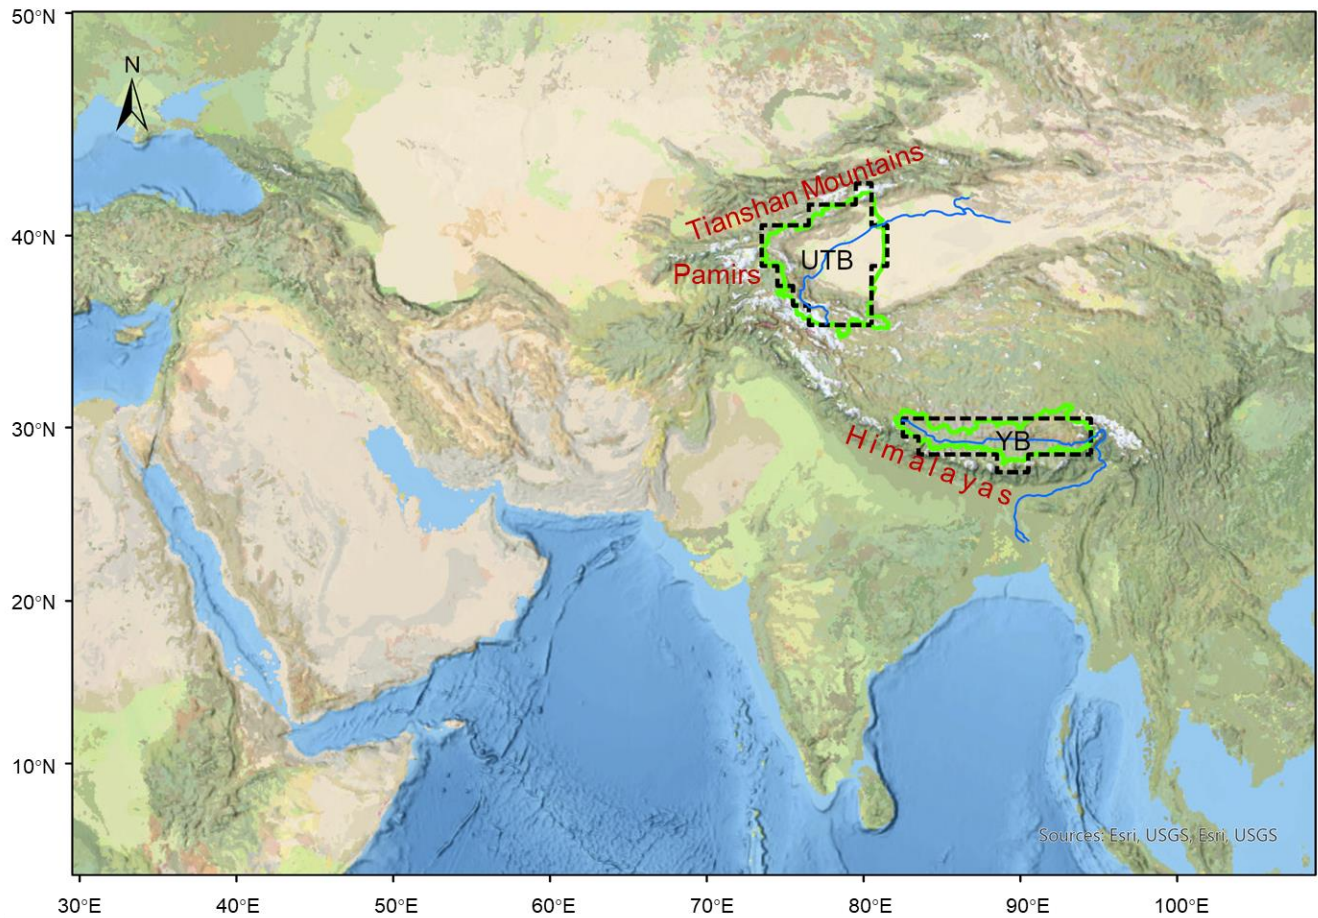 50°N
N
Tianshan Mountains
40°N
UTB
Pamirs
30°N
YB
Himalayas
20°N
10°N
Sources: Esri, USGS, Esri, USGS
30°E 40°E 50°E 60°E 70°E 80°E 90°E 100°E